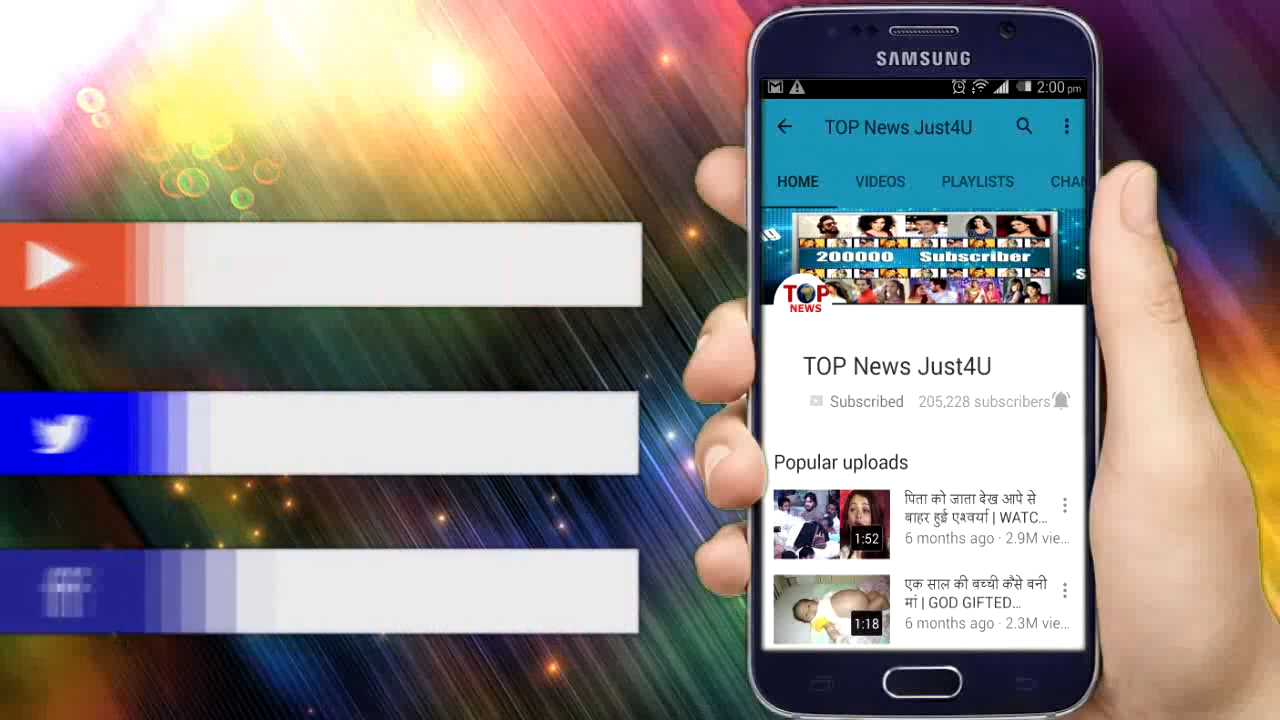 SAMSUNG
2:00 pm
TOP News Just4U
HOME VIDEOS PLAYLISTS CHAN
200000 Subscriber
TOP
NEWS
TOP News Just4U
Subscribed 205,228 subscribers
Popular uploads
पिता को जाता देख आपे से
बाहर हुई एश्वर्या | WATC...
1:52
6 months ago · 2.9M vie...
एक साल की बच्ची कैसे बनी
मां | GOD GIFTED...
1:18
6 months ago · 2.3M vie...